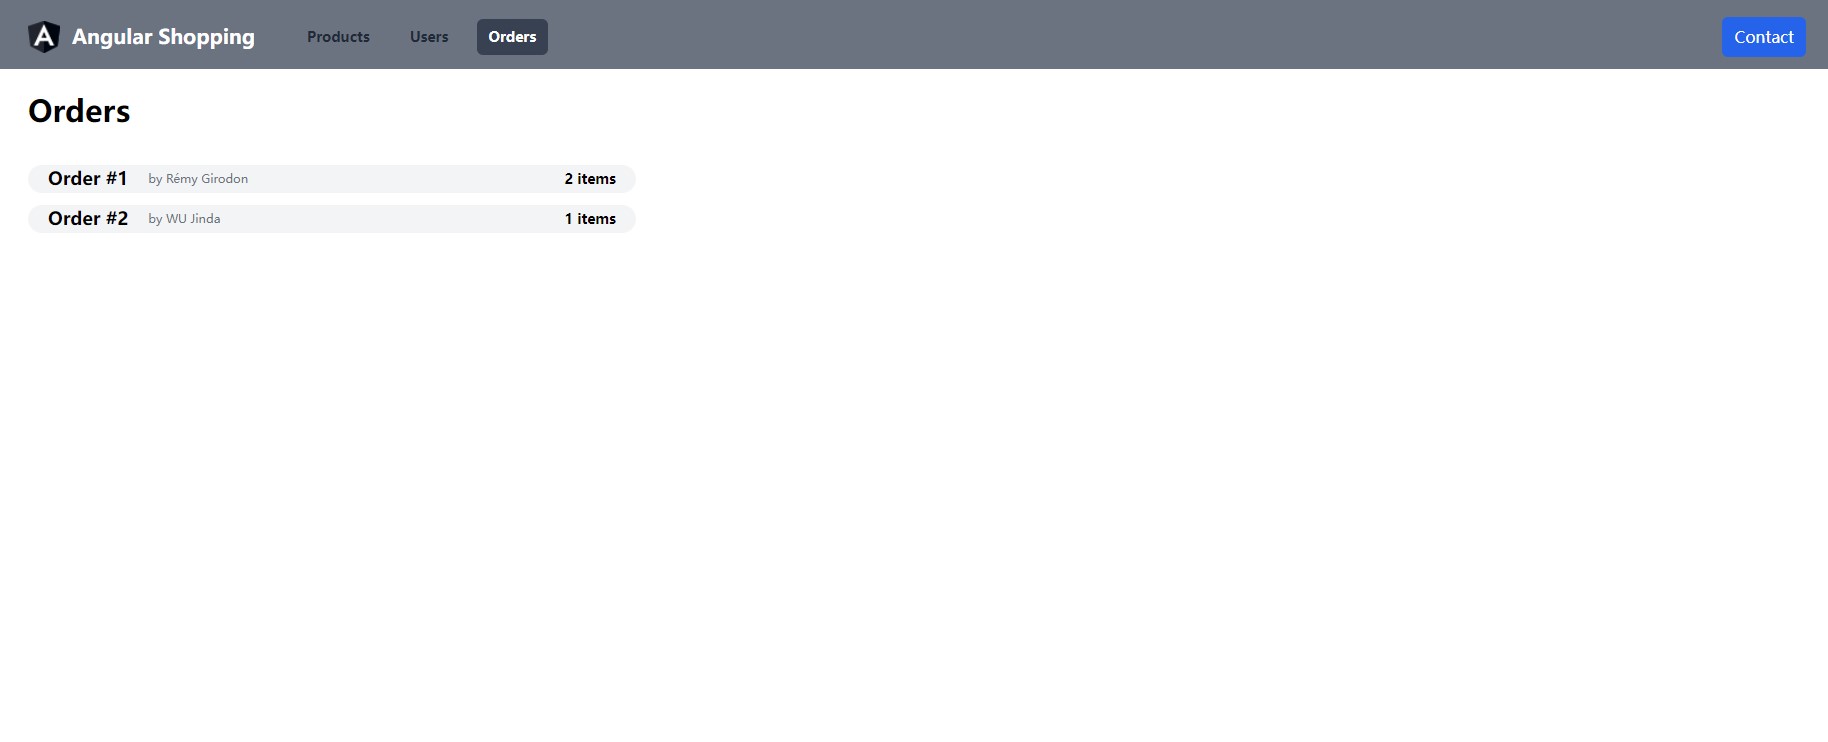 Angular Shopping Products Users Orders Contact
Orders
Order #1 by Rémy Girodon 2 items
Order #2 by WU Jinda 1 items